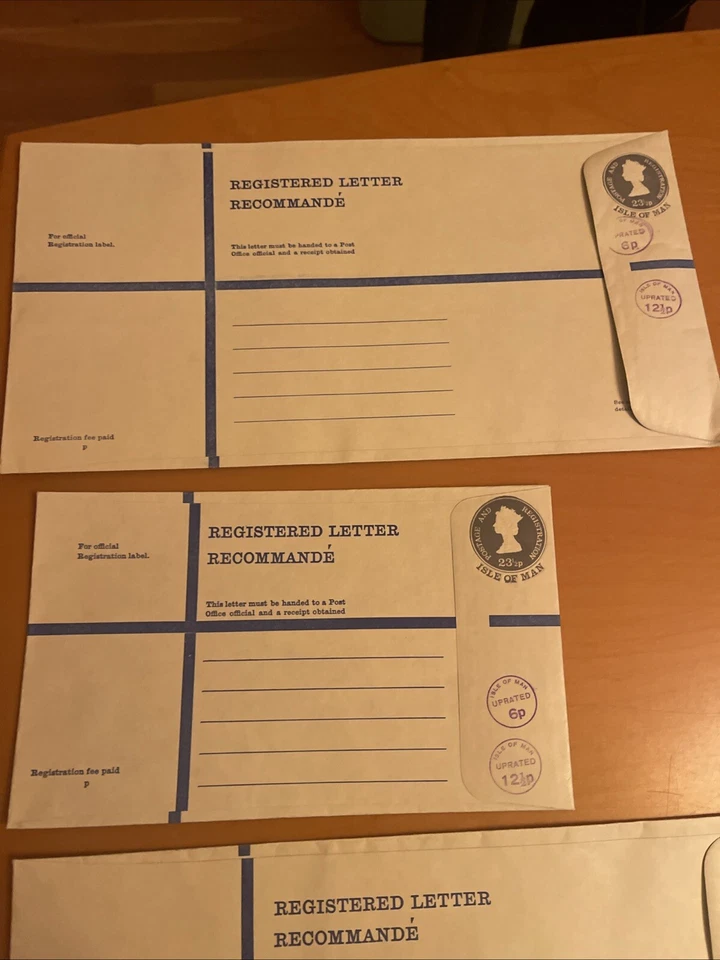 REGISTERED LETTER
RECOMMANDÉ
For official
Registration label.
This letter must be handed to a Post
Office official and a receipt obtained
Registration fee paid
p
POSTAGE AND REGISTRATION
23½p
ISLE OF MAN
UPRATED
6p
ISLE OF MAN
UPRATED
12½p
REGISTERED LETTER
RECOMMANDÉ
For official
Registration label.
This letter must be handed to a Post
Office official and a receipt obtained
Registration fee paid
p
POSTAGE AND REGISTRATION
23½p
ISLE OF MAN
ISLE OF MAN
UPRATED
6p
ISLE OF MAN
UPRATED
12½p
REGISTERED LETTER
RECOMMANDÉ